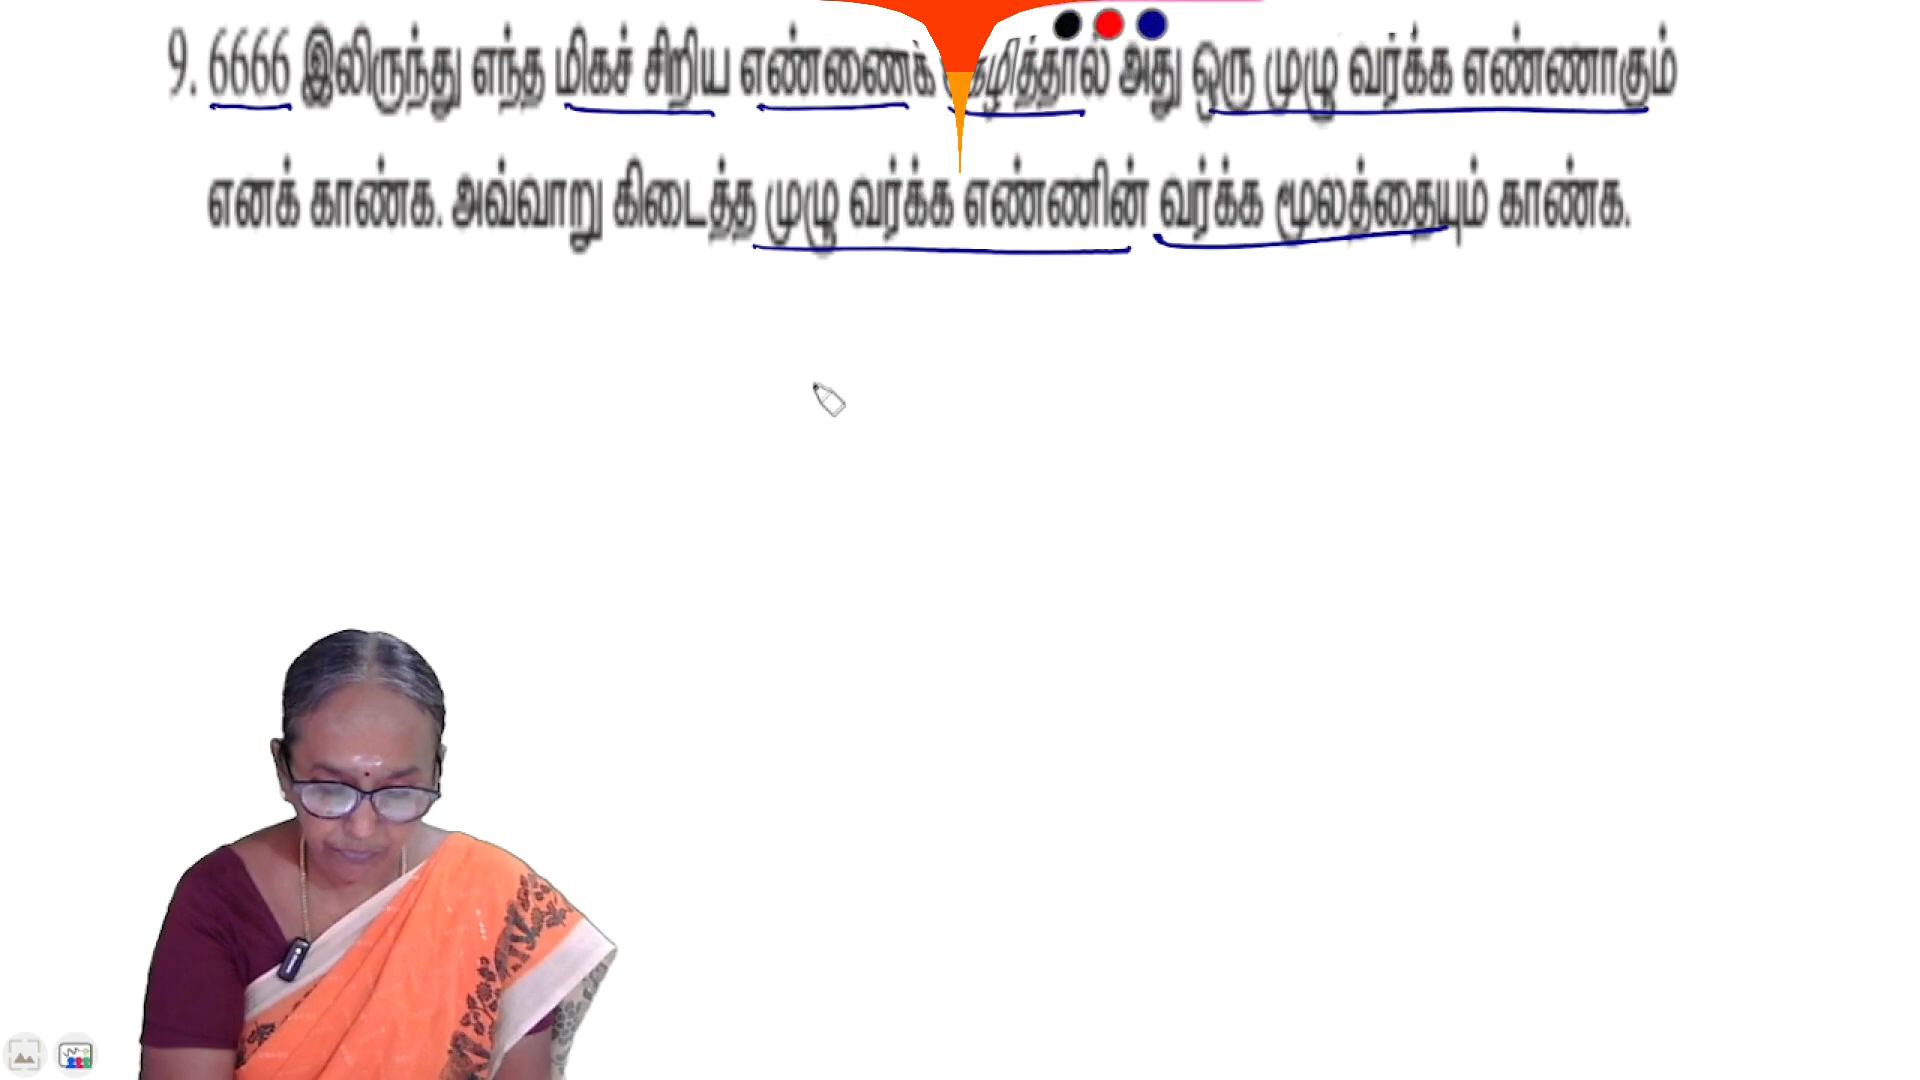 9. 6666 இலிருந்து எந்த மிகச் சிறிய எண்ணைக் கழித்தால் அது ஒரு முழு வர்க்க எண்ணாகும்
எனக் காண்க. அவ்வாறு கிடைத்த முழு வர்க்க எண்ணின் வர்க்க மூலத்தையும் காண்க.